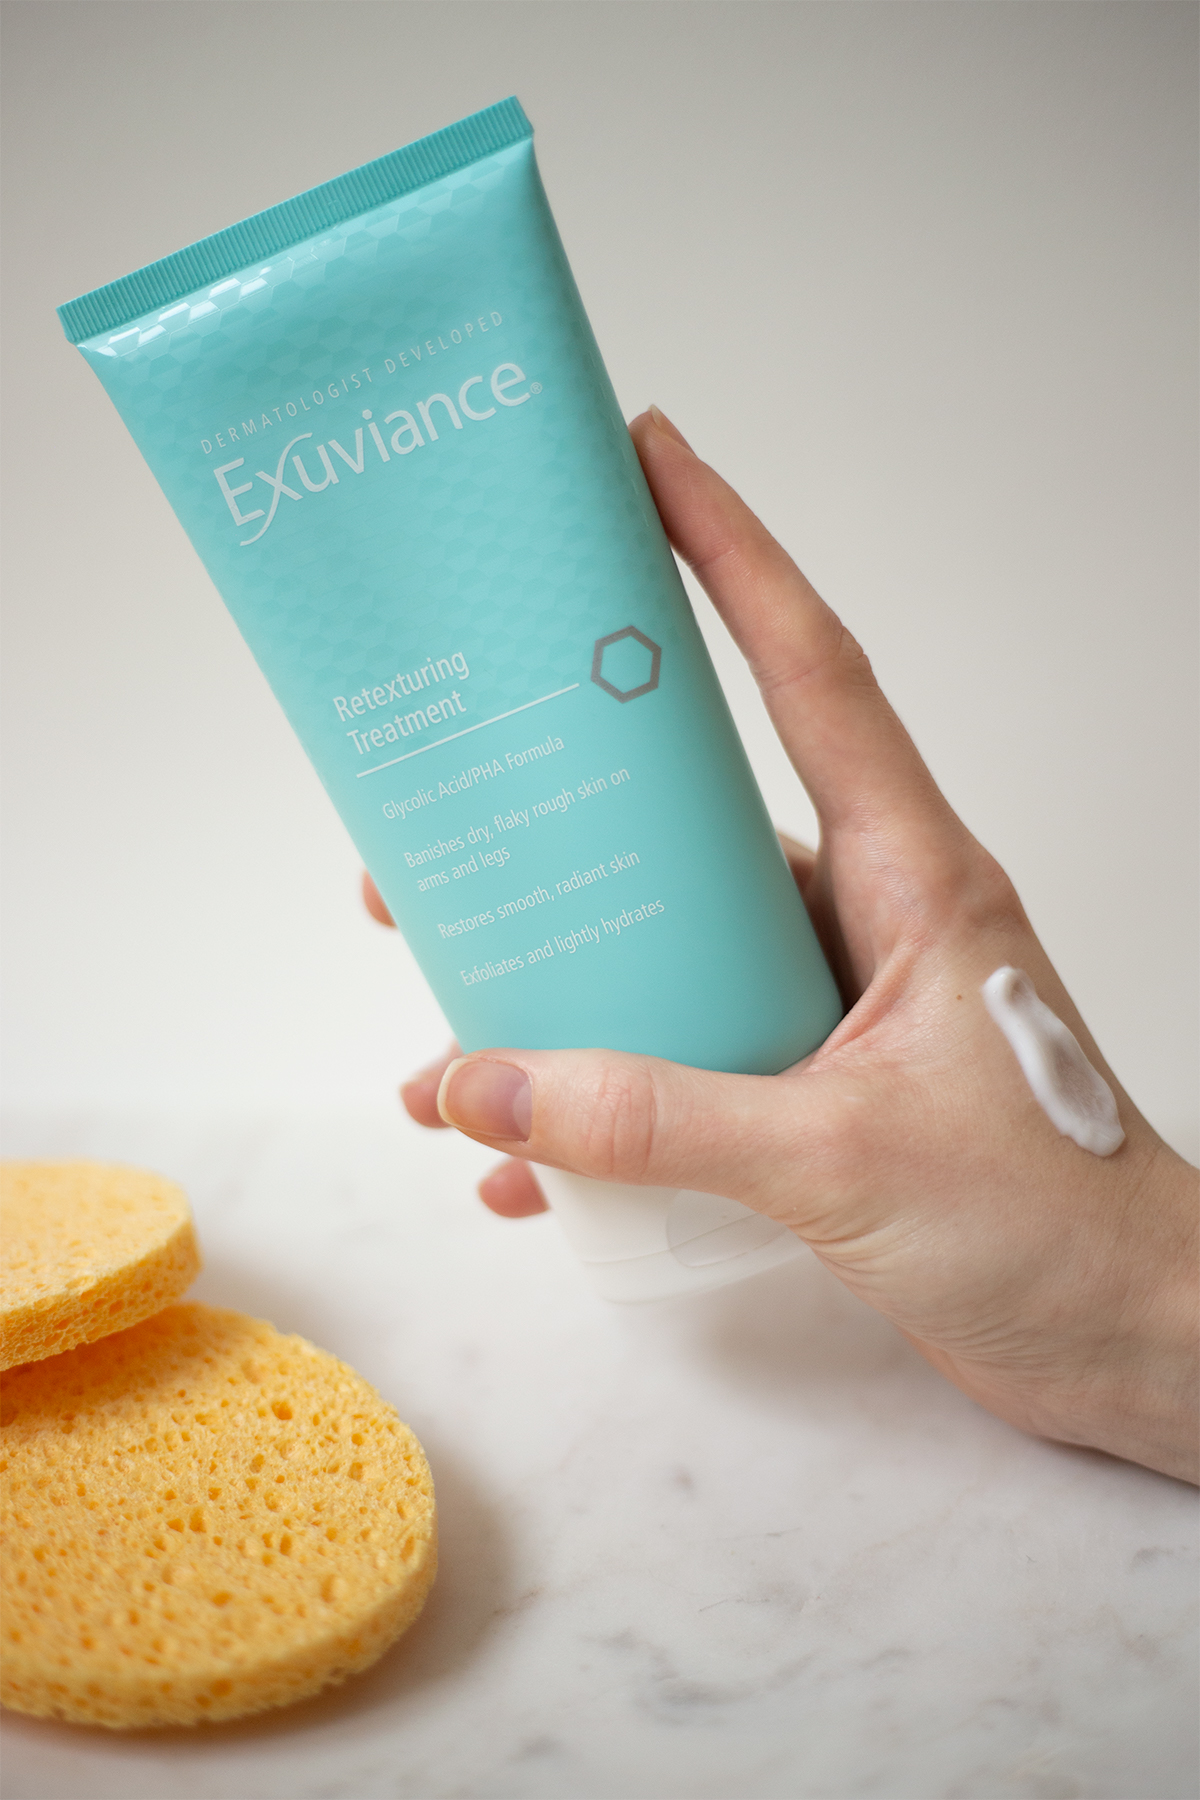 DERMATOLOGIST DEVELOPED
Exuviance®
Retexturing
Treatment
Glycolic Acid/PHA Formula
Banishes dry, flaky rough skin on
arms and legs
Restores smooth, radiant skin
Exfoliates and lightly hydrates